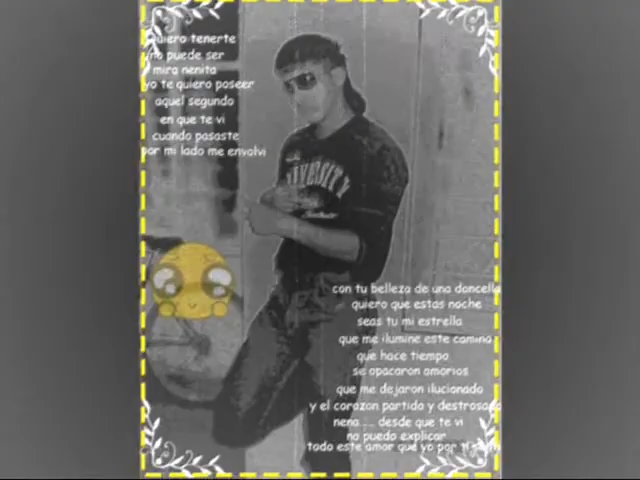 quiero tenerte
no puede ser
mira nenita
yo te quiero poseer
aquel segundo
en que te vi
cuando pasaste
por mi lado me envolvi
UNIVERSITY
con tu belleza de una doncella
quiero que estas noche
seas tu mi estrella
que me ilumine este camino
que hace tiempo
se opacaron amorios
que me dejaron ilucionado
y el corazon partido y destrosado
nena.... desde que te vi
no puedo explicar
todo este amor que yo por ti